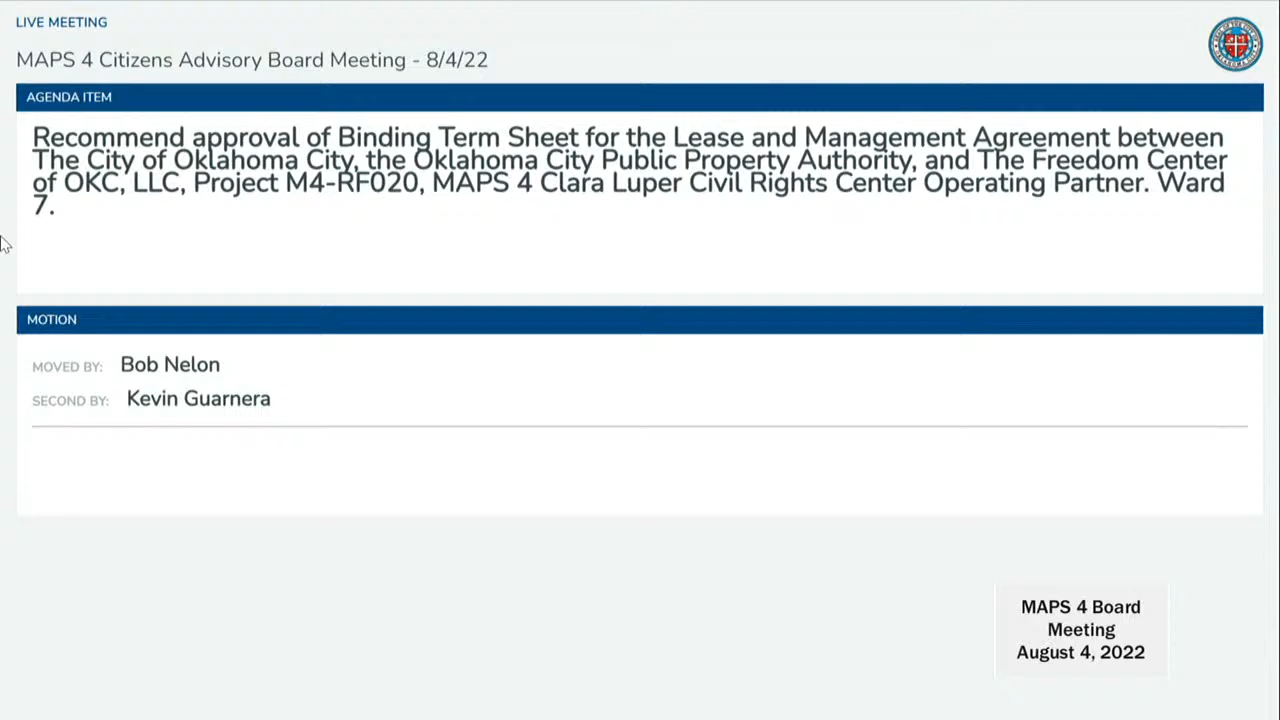 LIVE MEETING
MAPS 4 Citizens Advisory Board Meeting - 8/4/22
AGENDA ITEM
Recommend approval of Binding Term Sheet for the Lease and Management Agreement between
The City of Oklahoma City, the Oklahoma City Public Property Authority, and The Freedom Center
of OKC, LLC, Project M4-RF020, MAPS 4 Clara Luper Civil Rights Center Operating Partner. Ward
7.
MOTION
MOVED BY: Bob Nelon
SECOND BY: Kevin Guarnera
MAPS 4 Board
Meeting
August 4, 2022